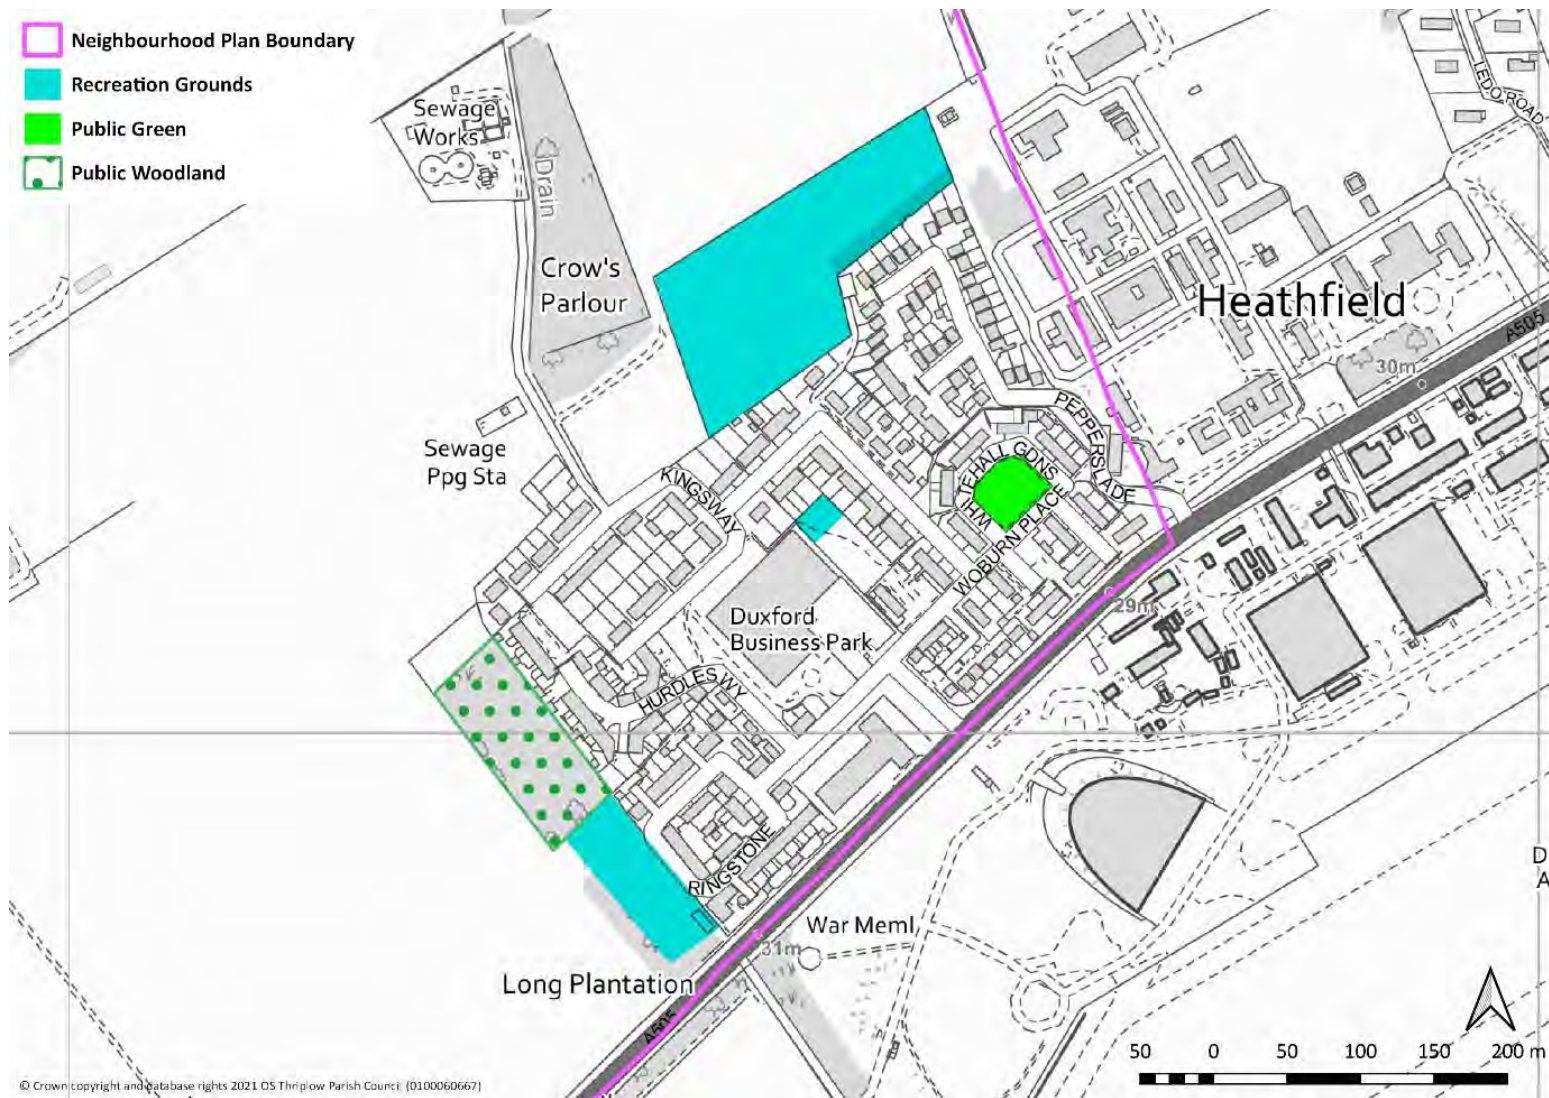 Neighbourhood Plan Boundary
Recreation Grounds
Public Green
Public Woodland
Sewage
Works
Drain
Crow's
Parlour
LEDO ROAD
Heathfield
A505
30m
Sewage
Ppg Sta
KINGSWAY
PEPPERSLADE
WHITEHALL GDNS
WOBURN PLACE
29m
Duxford
Business Park
HURDLES WY
RINGSTONE
D
A
War Meml
31m
Long Plantation
A505
50 0 50 100 150 200 m
© Crown copyright and database rights 2021 OS Thriplow Parish Council (0100060667)